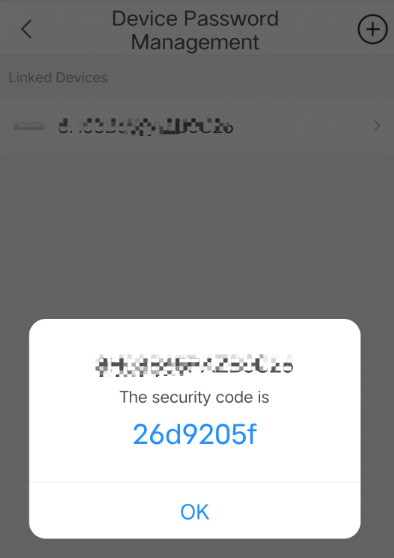 Device Password
Management
Linked Devices
The security code is
26d9205f
OK